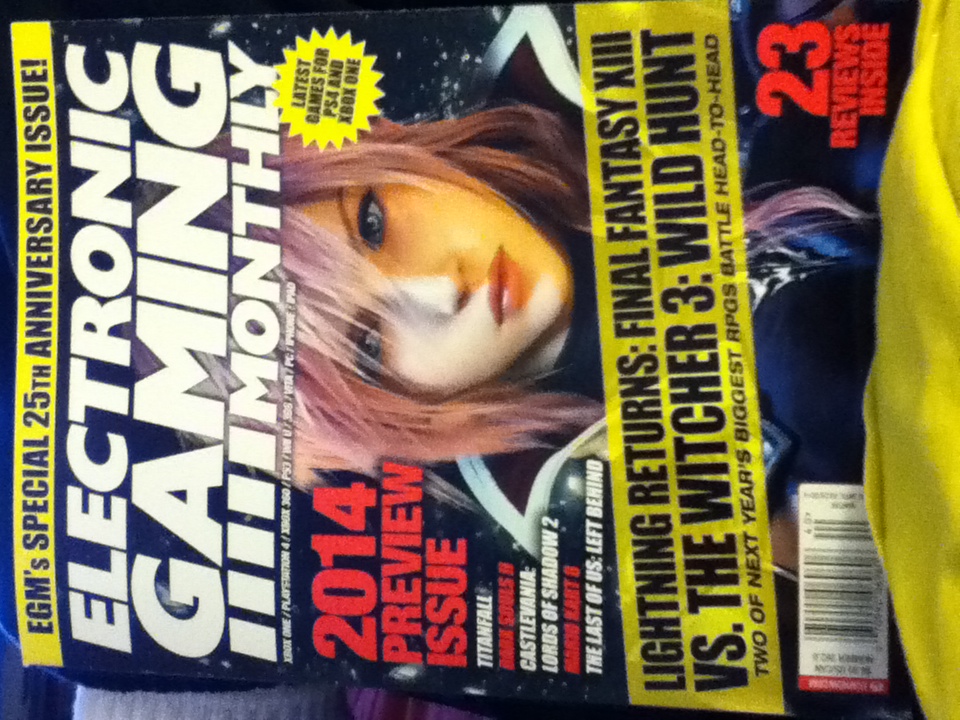 EGM's SPECIAL 25TH ANNIVERSARY ISSUE!
ELECTRONIC
GAMING
MONTHLY
XBOX ONE / PLAYSTATION 4 / XBOX 360 / PS3 / WII U / 3DS / VITA / PC / IPHONE / IPAD
LATEST
GAMES FOR
PS4 AND
XBOX ONE
2014
PREVIEW
ISSUE
TITANFALL
DARK SOULS II
CASTLEVANIA:
LORDS OF SHADOW 2
MARIO KART 8
THE LAST OF US: LEFT BEHIND
LIGHTNING RETURNS: FINAL FANTASY XIII
VS. THE WITCHER 3: WILD HUNT
TWO OF NEXT YEAR'S BIGGEST RPGS BATTLE HEAD-TO-HEAD
23
REVIEWS
INSIDE